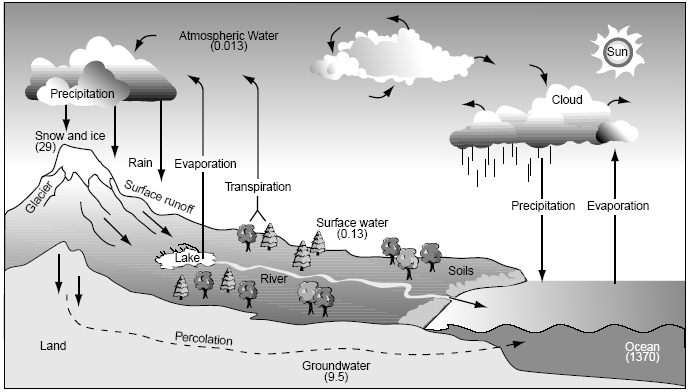 Atmospheric Water
(0.013)
Sun
Precipitation
Cloud
Snow and ice
(29)
Rain
Evaporation
Glacier
Surface runoff
Transpiration
Precipitation
Evaporation
Surface water
(0.13)
Lake
River
Soils
Percolation
Land
Groundwater
(9.5)
Ocean
(1370)